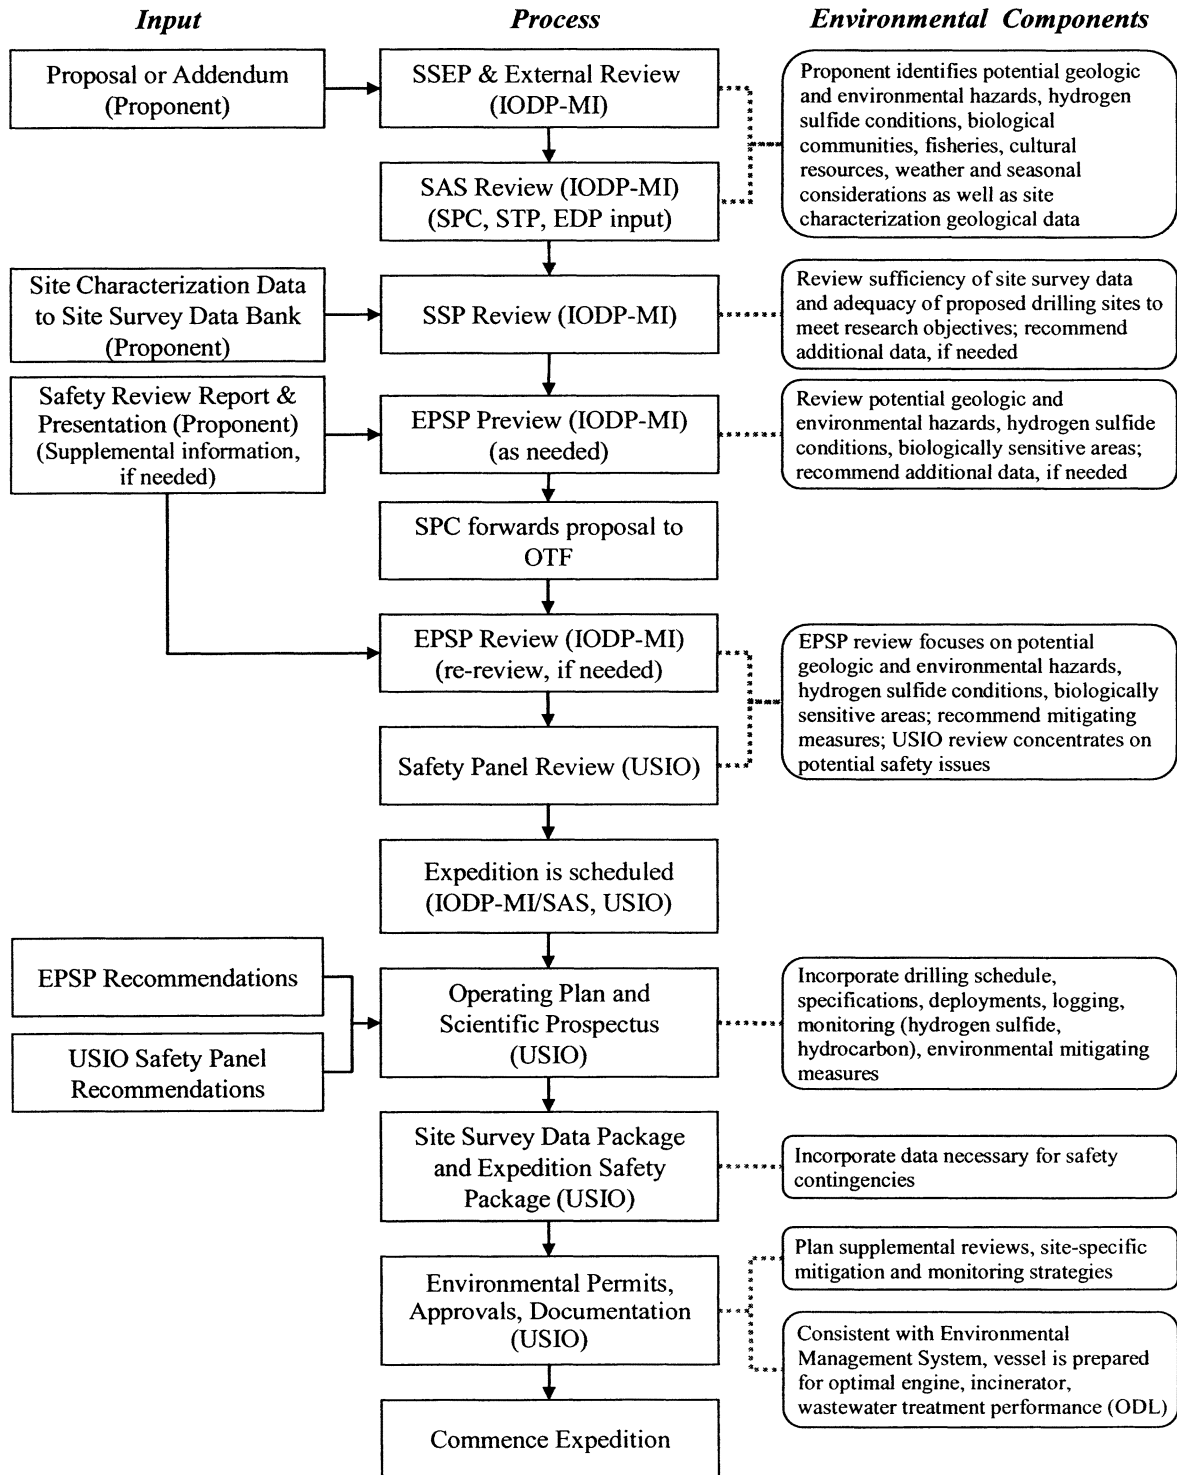 Input
Process
Environmental Components
Proposal or Addendum
(Proponent)
SSEP & External Review
(IODP-MI)
Proponent identifies potential geologic
and environmental hazards, hydrogen
sulfide conditions, biological
communities, fisheries, cultural
resources, weather and seasonal
considerations as well as site
characterization geological data
SAS Review (IODP-MI)
(SPC, STP, EDP input)
Site Characterization Data
to Site Survey Data Bank
(Proponent)
SSP Review (IODP-MI)
Review sufficiency of site survey data
and adequacy of proposed drilling sites to
meet research objectives; recommend
additional data, if needed
Safety Review Report &
Presentation (Proponent)
(Supplemental information,
if needed)
EPSP Preview (IODP-MI)
(as needed)
Review potential geologic and
environmental hazards, hydrogen sulfide
conditions, biologically sensitive areas;
recommend additional data, if needed
SPC forwards proposal to
OTF
EPSP Review (IODP-MI)
(re-review, if needed)
EPSP review focuses on potential
geologic and environmental hazards,
hydrogen sulfide conditions, biologically
sensitive areas; recommend mitigating
measures; USIO review concentrates on
potential safety issues
Safety Panel Review (USIO)
Expedition is scheduled
(IODP-MI/SAS, USIO)
EPSP Recommendations
USIO Safety Panel
Recommendations
Operating Plan and
Scientific Prospectus
(USIO)
Incorporate drilling schedule,
specifications, deployments, logging,
monitoring (hydrogen sulfide,
hydrocarbon), environmental mitigating
measures
Site Survey Data Package
and Expedition Safety
Package (USIO)
Incorporate data necessary for safety
contingencies
Environmental Permits,
Approvals, Documentation
(USIO)
Plan supplemental reviews, site-specific
mitigation and monitoring strategies
Consistent with Environmental
Management System, vessel is prepared
for optimal engine, incinerator,
wastewater treatment performance (ODL)
Commence Expedition